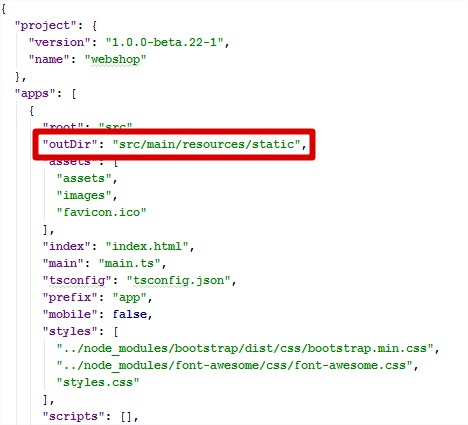 {
"project": {
"version": "1.0.0-beta.22-1",
"name": "webshop"
},
"apps": [
{
"root": "src"
"outDir": "src/main/resources/static",
"assets": [
"assets",
"images",
"favicon.ico"
],
"index": "index.html",
"main": "main.ts",
"tsconfig": "tsconfig.json",
"prefix": "app",
"mobile": false,
"styles": [
"../node_modules/bootstrap/dist/css/bootstrap.min.css",
"../node_modules/font-awesome/css/font-awesome.css",
"styles.css"
],
"scripts": [],